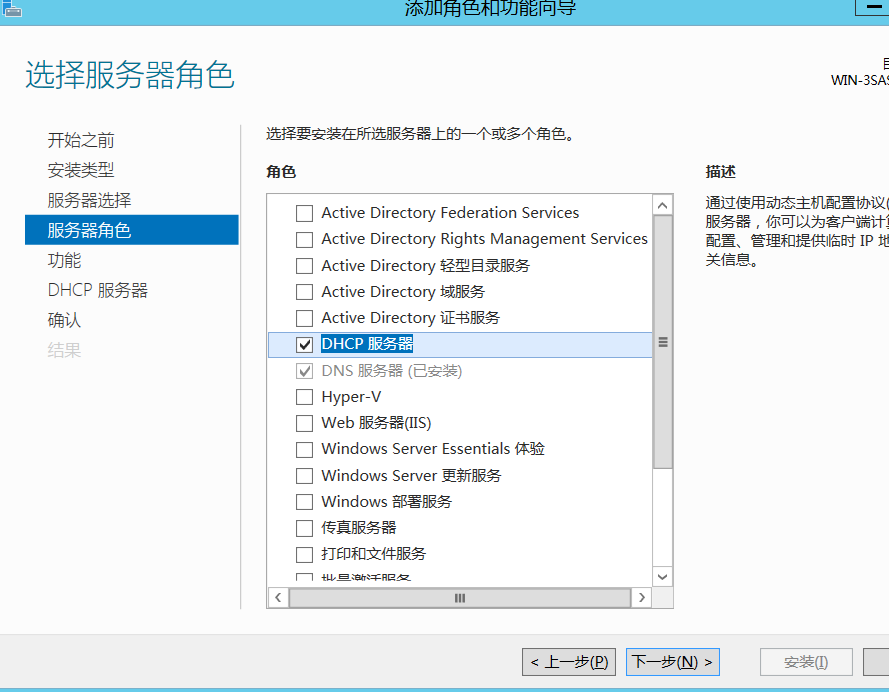 添加角色和功能向导
选择服务器角色
WIN-3SAS
开始之前
安装类型
服务器选择
服务器角色
功能
DHCP 服务器
确认
结果
选择要安装在所选服务器上的一个或多个角色。
角色
Active Directory Federation Services
Active Directory Rights Management Services
Active Directory 轻型目录服务
Active Directory 域服务
Active Directory 证书服务
DHCP 服务器
DNS 服务器 (已安装)
Hyper-V
Web 服务器(IIS)
Windows Server Essentials 体验
Windows Server 更新服务
Windows 部署服务
传真服务器
打印和文件服务
批量激活服务
描述
通过使用动态主机配置协议(
服务器，你可以为客户端计算
配置、管理和提供临时 IP 地
关信息。
< 上一步(P)
下一步(N) >
安装(I)